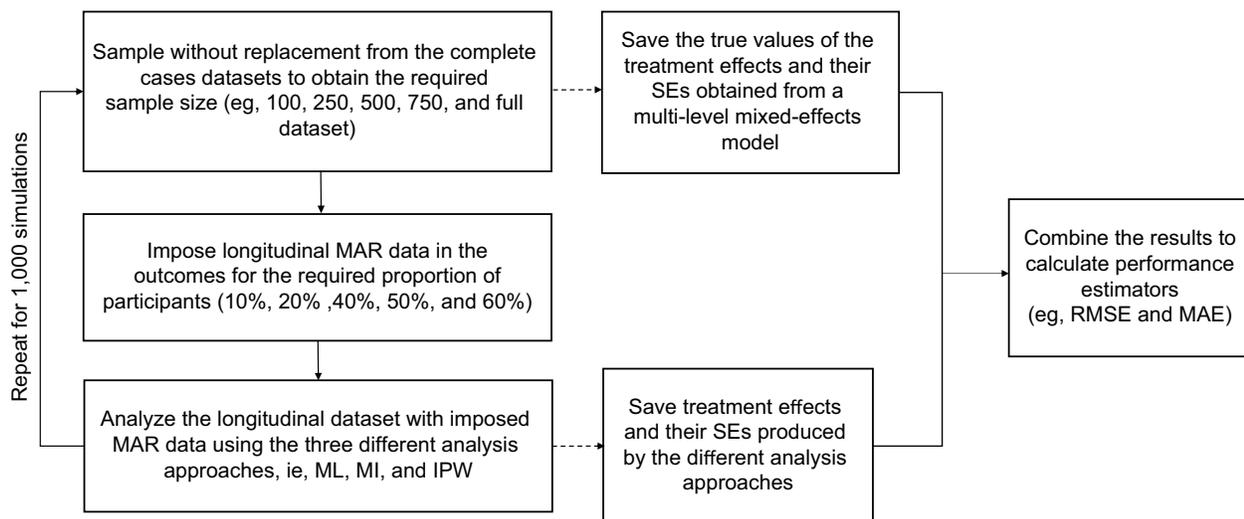 Sample without replacement from the complete
cases datasets to obtain the required
sample size (eg, 100, 250, 500, 750, and full
dataset)
Save the true values of the
treatment effects and their
SEs obtained from a
multi-level mixed-effects
model
Repeat for 1,000 simulations
Impose longitudinal MAR data in the
outcomes for the required proportion of
participants (10%, 20% ,40%, 50%, and 60%)
Combine the results to
calculate performance
estimators
(eg, RMSE and MAE)
Analyze the longitudinal dataset with imposed
MAR data using the three different analysis
approaches, ie, ML, MI, and IPW
Save treatment effects
and their SEs produced
by the different analysis
approaches